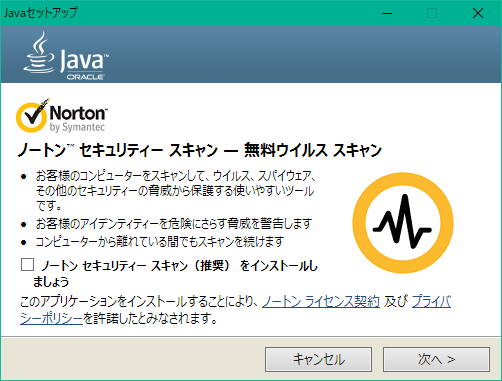 Javaセットアップ
Java™
ORACLE
Norton™
by Symantec
ノートン™ セキュリティー スキャン — 無料ウイルス スキャン
• お客様のコンピューターをスキャンして、ウイルス、スパイウェア、
その他のセキュリティーの脅威から保護する使いやすいツール
です。
• お客様のアイデンティティーを危険にさらす脅威を警告します
• コンピューターから離れている間でもスキャンを続けます
ノートン セキュリティー スキャン（推奨） をインストールし
ましょう
このアプリケーションをインストールすることにより、ノートン ライセンス契約 及び プライバ
シーポリシーを許諾したとみなされます。
キャンセル
次へ >